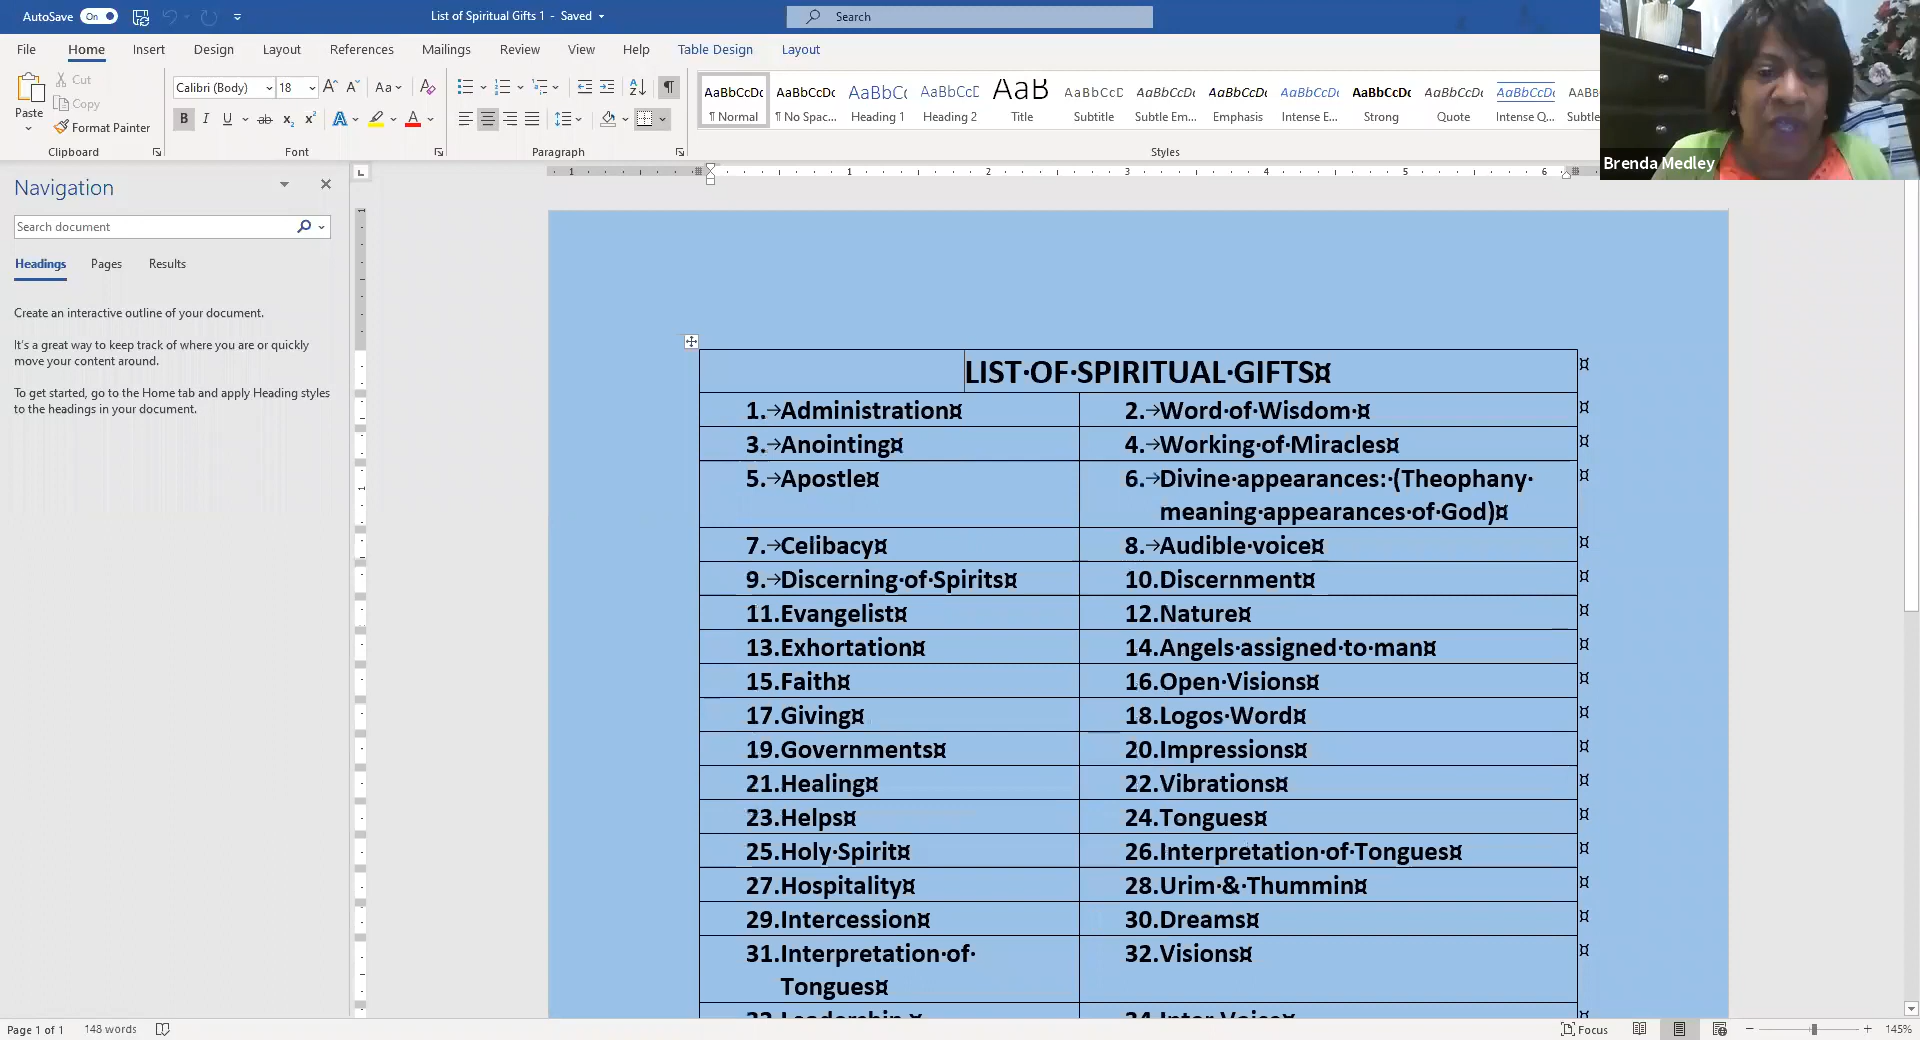 AutoSave On List of Spiritual Gifts 1 - Saved Search
File Home Insert Design Layout References Mailings Review View Help Table Design Layout
Paste
Cut
Copy
Format Painter
Clipboard
Calibri (Body) 18
Font
Paragraph
AaBbCcDc AaBbCcDc AaBbCc AaBbCcD AaB AaBbCcD AaBbCcDc AaBbCcDc AaBbCcDc AaBbCcDc AaBbCcDc AaBbCcDc
¶ Normal ¶ No Spac... Heading 1 Heading 2 Title Subtitle Subtle Em... Emphasis Intense E... Strong Quote Intense Q...
Styles
Brenda Medley
Navigation
Search document
Headings Pages Results
Create an interactive outline of your document.
It's a great way to keep track of where you are or quickly
move your content around.
To get started, go to the Home tab and apply Heading styles
to the headings in your document.
1 1 2 3 4 5 6
LIST·OF·SPIRITUAL·GIFTS¤
1.→Administration¤ 2.→Word·of·Wisdom·¤
3.→Anointing¤ 4.→Working·of·Miracles¤
5.→Apostle¤ 6.→Divine·appearances:·(Theophany·
meaning·appearances·of·God)¤
7.→Celibacy¤ 8.→Audible·voice¤
9.→Discerning·of·Spirits¤ 10.Discernment¤
11.Evangelist¤ 12.Nature¤
13.Exhortation¤ 14.Angels·assigned·to·man¤
15.Faith¤ 16.Open·Visions¤
17.Giving¤ 18.Logos·Word¤
19.Governments¤ 20.Impressions¤
21.Healing¤ 22.Vibrations¤
23.Helps¤ 24.Tongues¤
25.Holy·Spirit¤ 26.Interpretation·of·Tongues¤
27.Hospitality¤ 28.Urim·&·Thummin¤
29.Intercession¤ 30.Dreams¤
31.Interpretation·of· 32.Visions¤
Tongues¤
Page 1 of 1 148 words Focus 145%